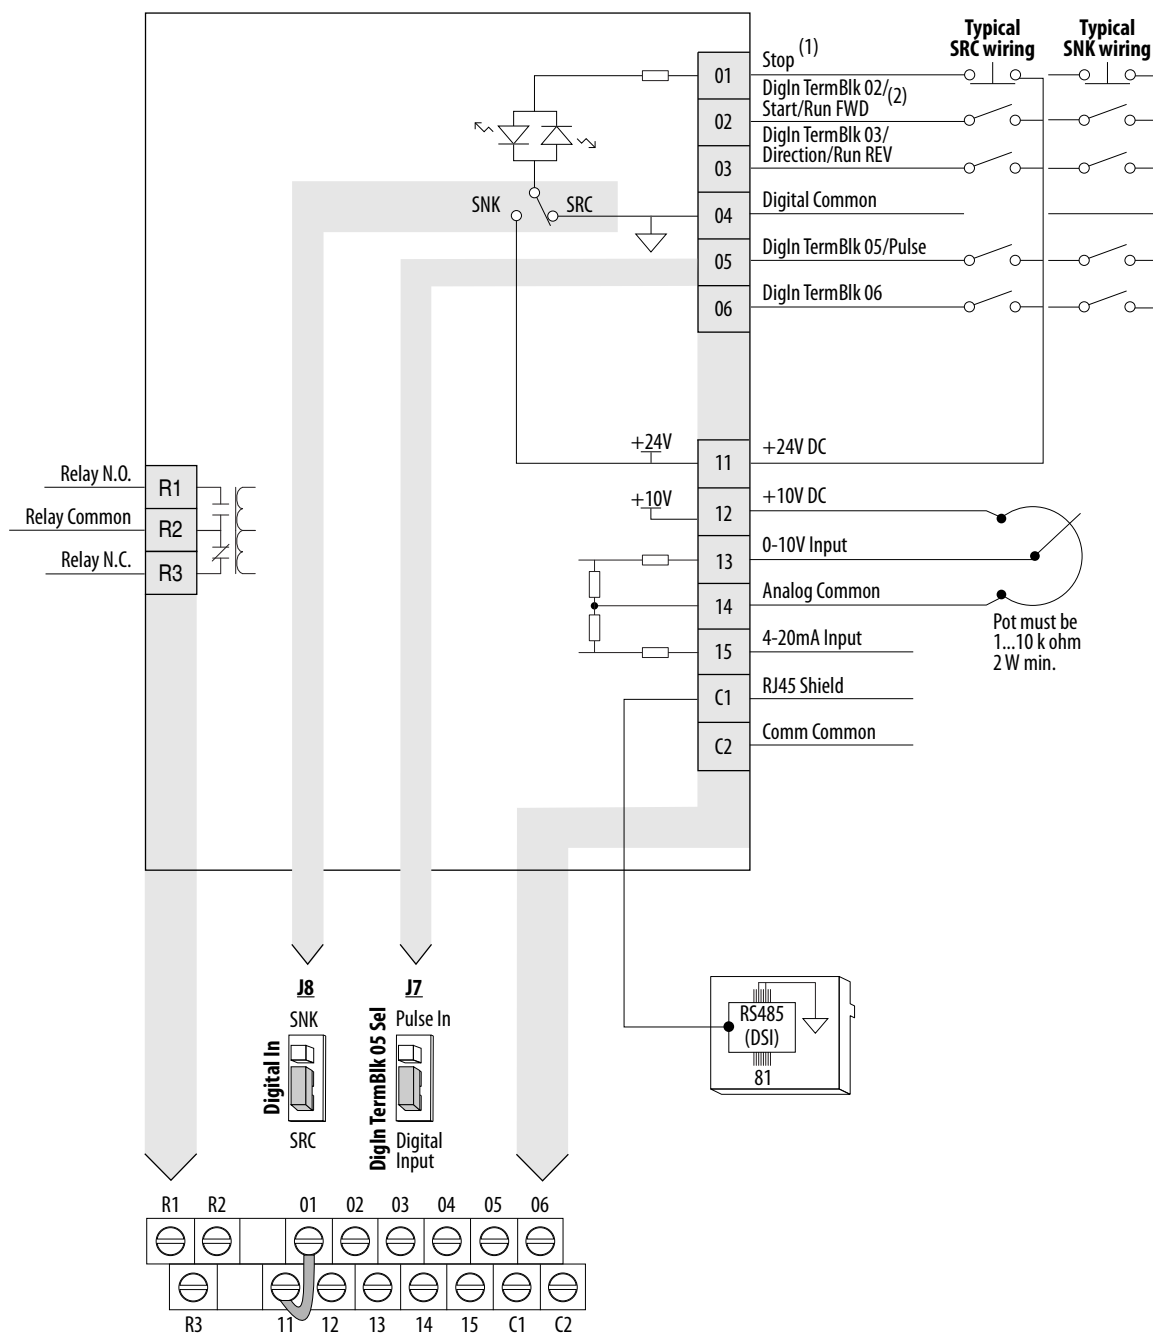 Typical
SRC wiring
Typical
SNK wiring
01
Stop (1)
02
DigIn TermBlk 02/
Start/Run FWD (2)
03
DigIn TermBlk 03/
Direction/Run REV
SNK
SRC
04
Digital Common
05
DigIn TermBlk 05/Pulse
06
DigIn TermBlk 06
+24V
11
+24V DC
Relay N.O.
R1
+10V
12
+10V DC
Relay Common
R2
13
0-10V Input
Relay N.C.
R3
14
Analog Common
Pot must be
1...10 k ohm
2 W min.
15
4-20mA Input
C1
RJ45 Shield
C2
Comm Common
J8
SNK
Digital In
SRC
J7
Pulse In
DigIn TermBlk 05 Sel
Digital
Input
RS485
(DSI)
81
R1 R2 01 02 03 04 05 06
R3 11 12 13 14 15 C1 C2